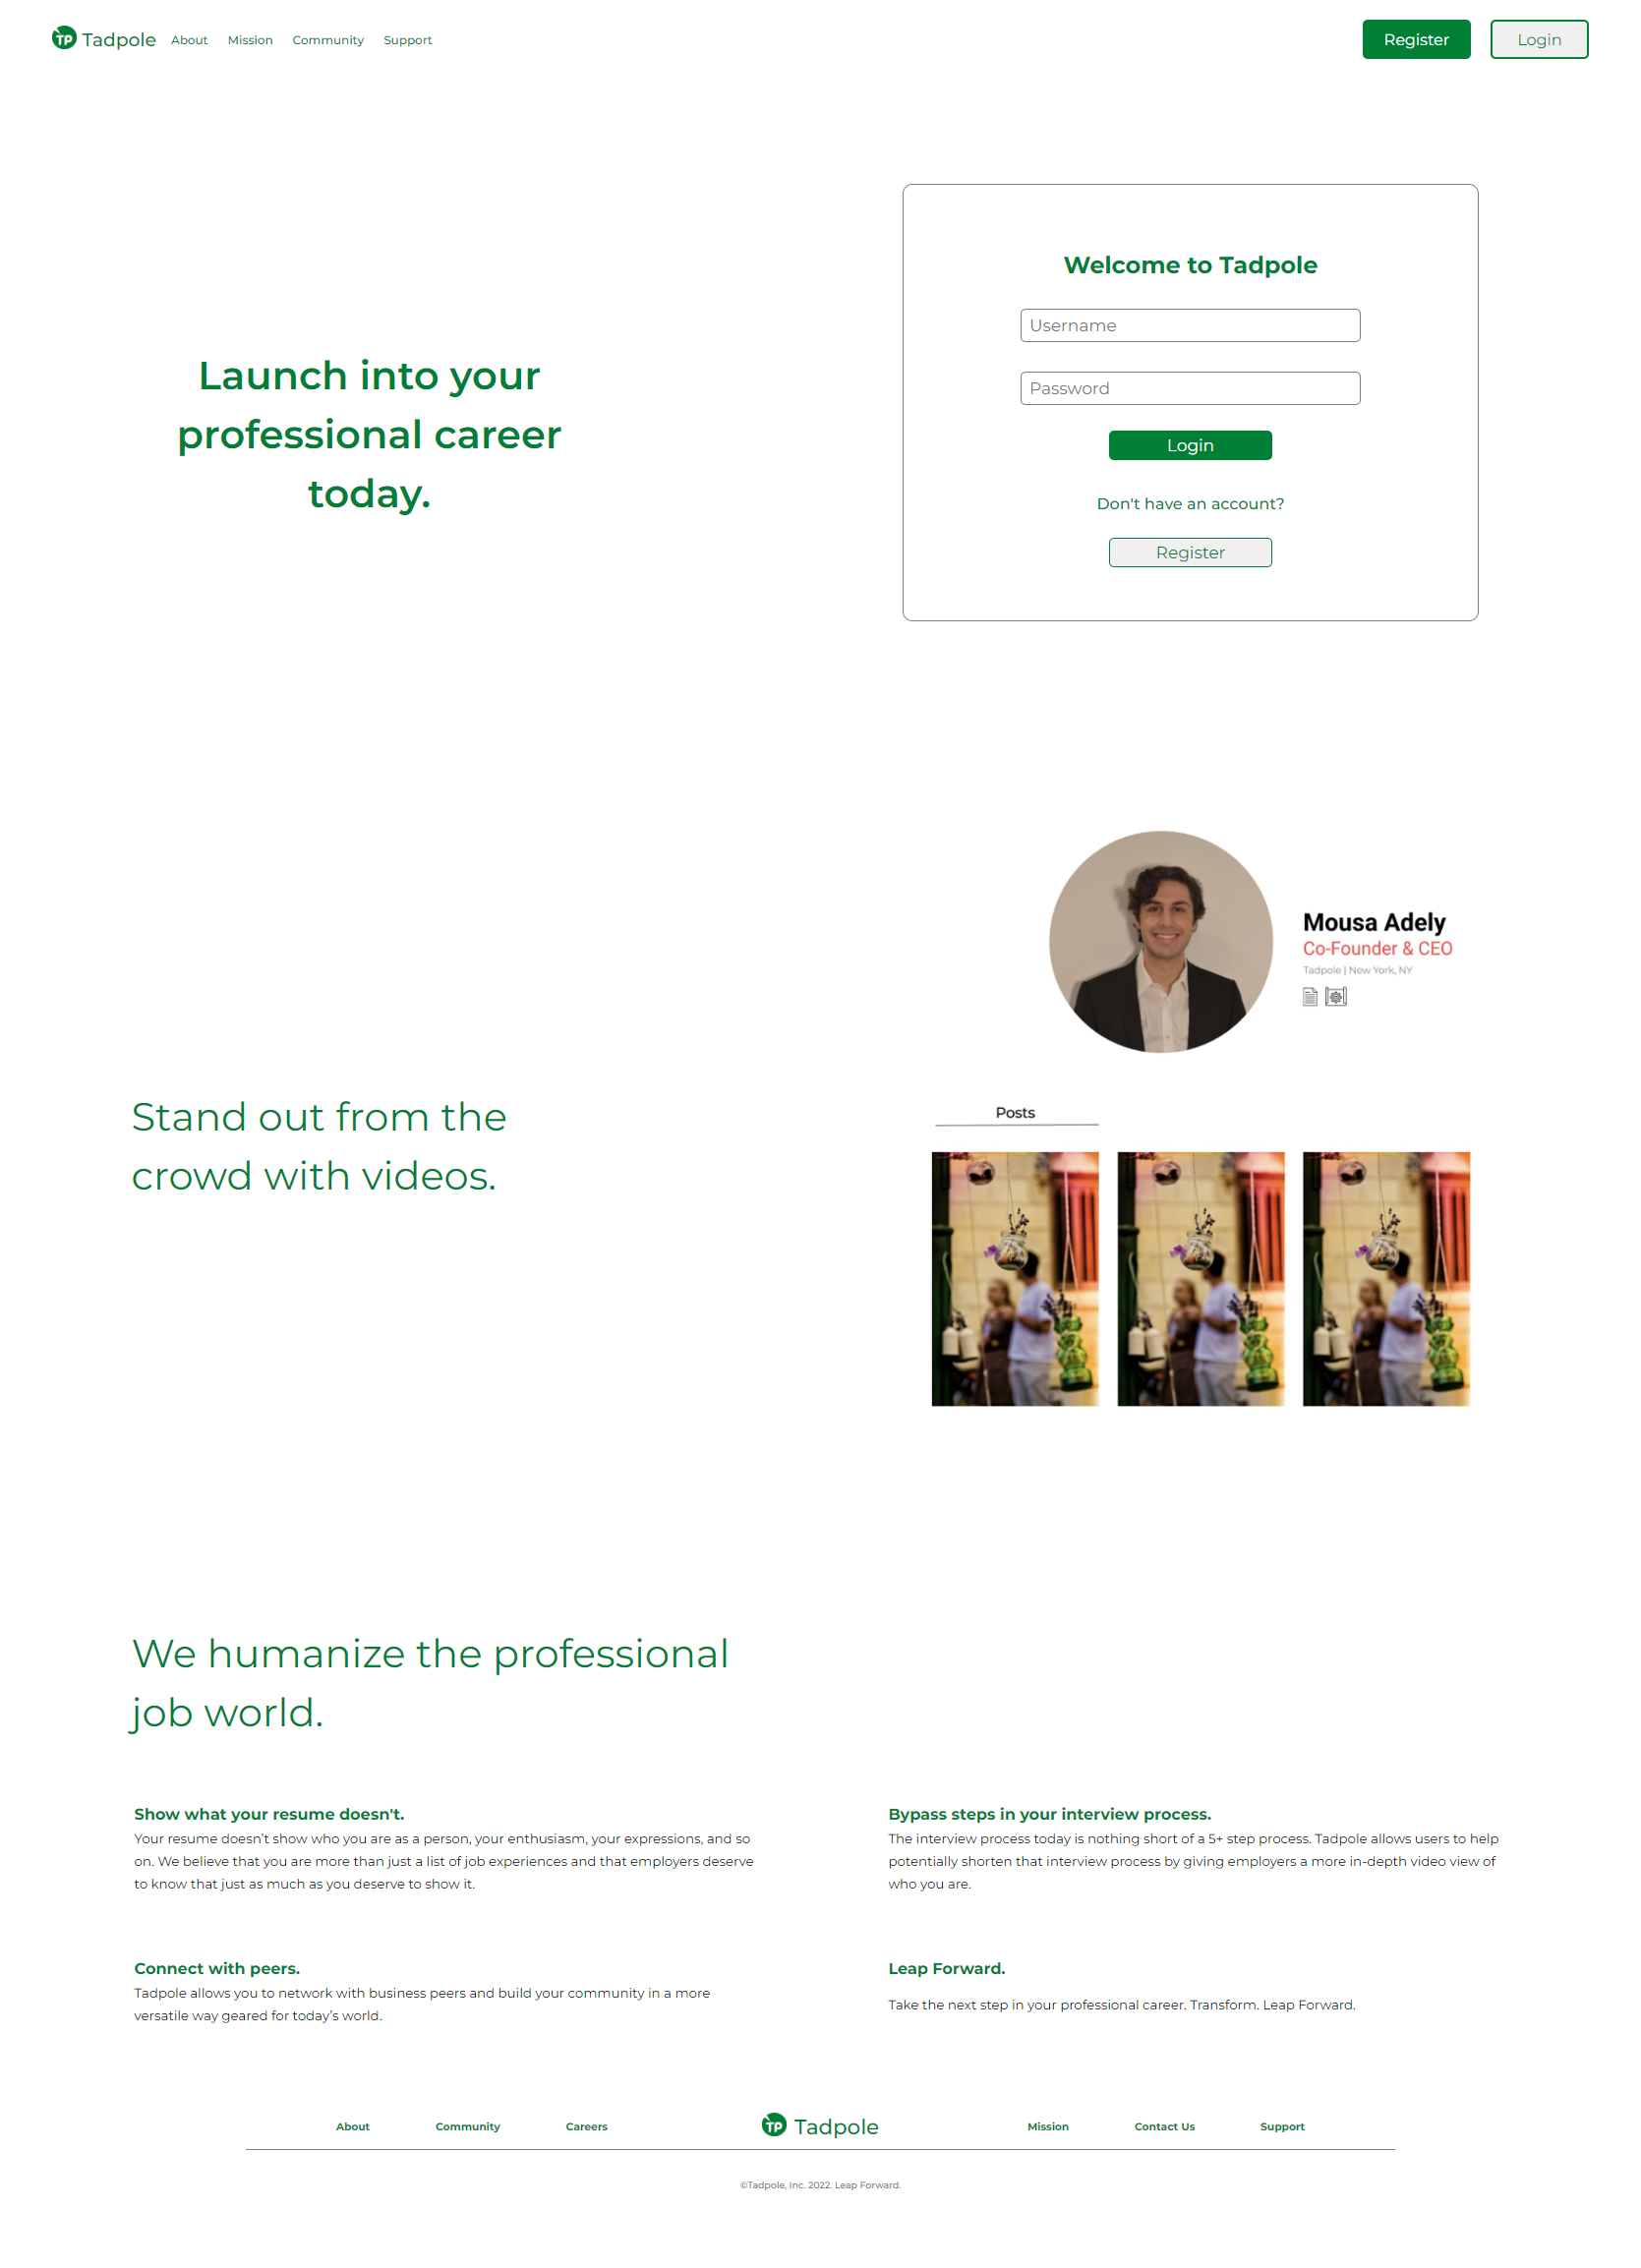 TP Tadpole About Mission Community Support Register Login
Welcome to Tadpole
Username
Password
Login
Don't have an account?
Register
Launch into your
professional career
today.
Mousa Adely
Co-Founder & CEO
Tadpole | New York, NY
Stand out from the
crowd with videos.
Posts
We humanize the professional
job world.
Show what your resume doesn't.
Your resume doesn’t show who you are as a person, your enthusiasm, your expressions, and so
on. We believe that you are more than just a list of job experiences and that employers deserve
to know that just as much as you deserve to show it.
Bypass steps in your interview process.
The interview process today is nothing short of a 5+ step process. Tadpole allows users to help
potentially shorten that interview process by giving employers a more in-depth video view of
who you are.
Connect with peers.
Tadpole allows you to network with business peers and build your community in a more
versatile way geared for today’s world.
Leap Forward.
Take the next step in your professional career. Transform. Leap Forward.
About Community Careers TP Tadpole Mission Contact Us Support
©Tadpole, Inc. 2022. Leap Forward.